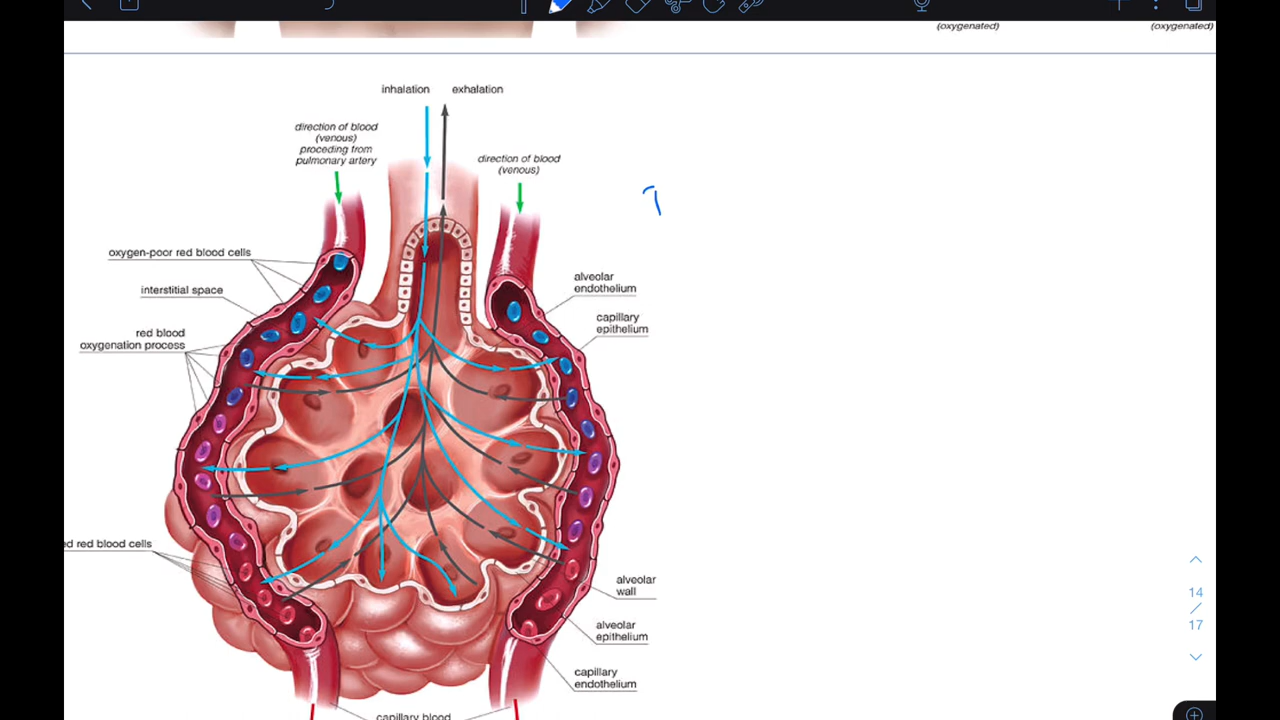 (oxygenated)
(oxygenated)
inhalation
exhalation
direction of blood
(venous)
proceding from
pulmonary artery
direction of blood
(venous)
oxygen-poor red blood cells
interstitial space
red blood
oxygenation process
alveolar
endothelium
capillary
epithelium
ed red blood cells
alveolar
wall
alveolar
epithelium
capillary
endothelium
capillary blood
14
/
17